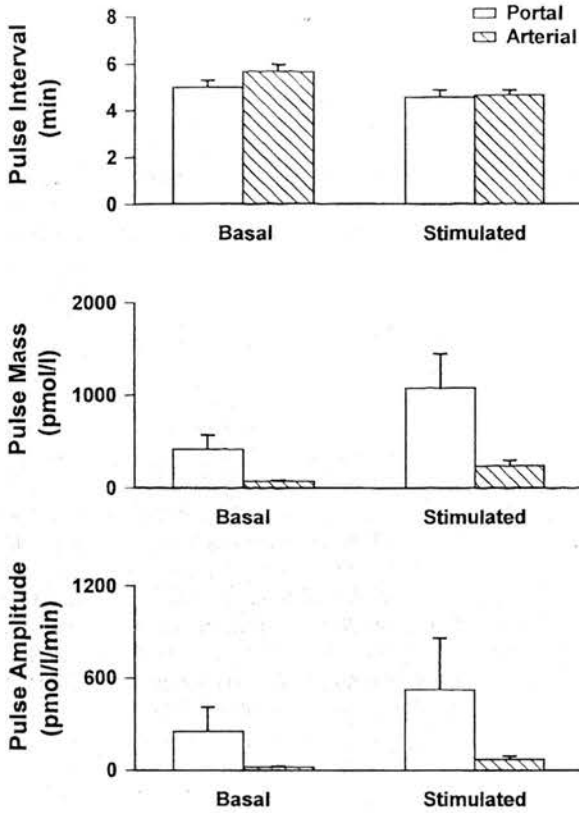 Portal
Arterial
Pulse Interval
(min)
8
6
4
2
0
Basal Stimulated
Pulse Mass
(pmol/l)
2000
1000
0
Basal Stimulated
Pulse Amplitude
(pmol/l/min)
1200
600
0
Basal Stimulated